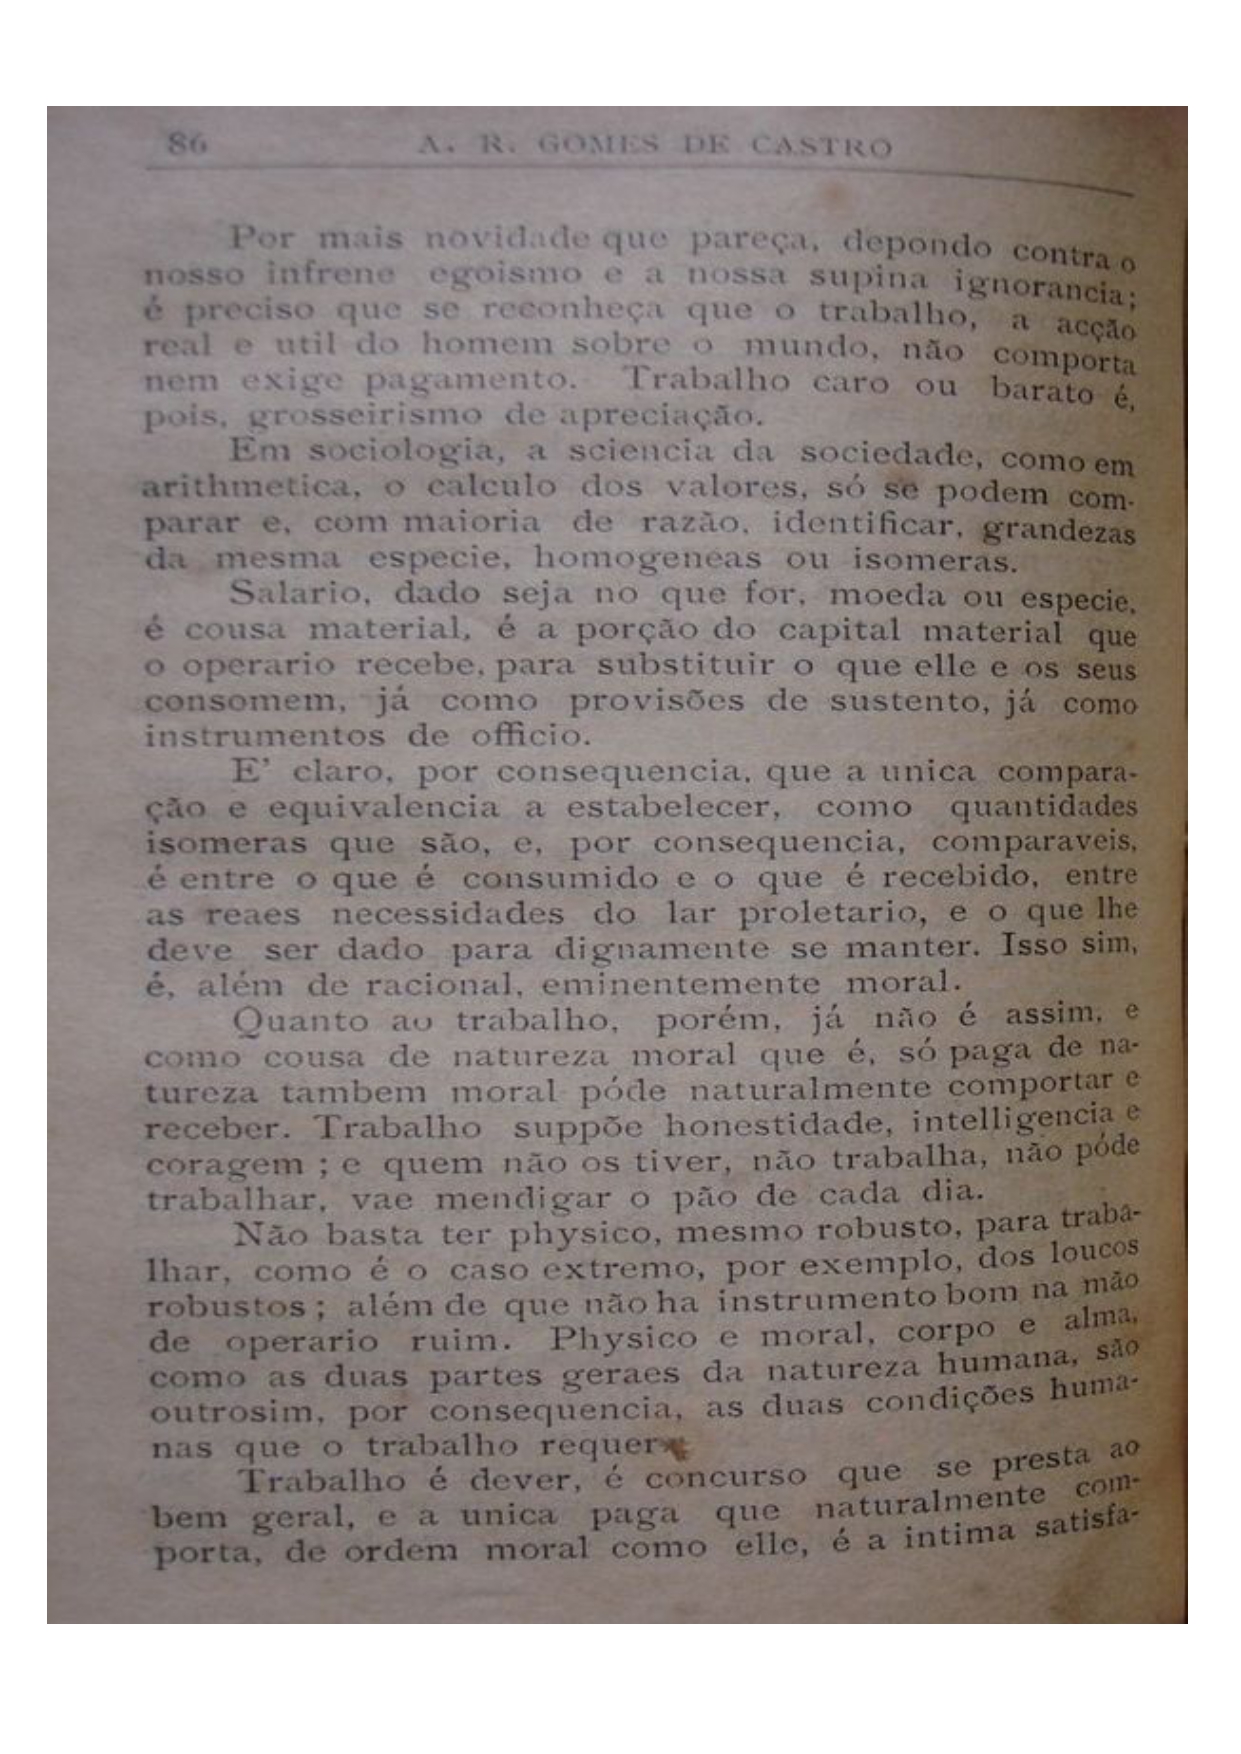 86 A. R. GOMES DE CASTRO
Por mais novidade que pareça, depondo contra o
nosso infrene egoismo e a nossa supina ignorancia;
é preciso que se reconheça que o trabalho, a acção
real e util do homem sobre o mundo, não comporta
nem exige pagamento. Trabalho caro ou barato é,
pois, grosseirismo de apreciação.
Em sociologia, a sciencia da sociedade, como em
arithmetica, o calculo dos valores, só se podem com-
parar e, com maioria de razão, identificar, grandezas
da mesma especie, homogeneas ou isomeras.
Salario, dado seja no que for, moeda ou especie,
é cousa material, é a porção do capital material que
o operario recebe, para substituir o que elle e os seus
consomem, já como provisões de sustento, já como
instrumentos de officio.
E' claro, por consequencia, que a unica compara-
ção e equivalencia a estabelecer, como quantidades
isomeras que são, e, por consequencia, comparaveis,
é entre o que é consumido e o que é recebido, entre
as reaes necessidades do lar proletario, e o que lhe
deve ser dado para dignamente se manter. Isso sim,
é, além de racional, eminentemente moral.
Quanto ao trabalho, porém, já não é assim, e
como cousa de natureza moral que é, só paga de na-
tureza tambem moral póde naturalmente comportar e
receber. Trabalho suppõe honestidade, intelligencia e
coragem ; e quem não os tiver, não trabalha, não póde
trabalhar, vae mendigar o pão de cada dia.
Não basta ter physico, mesmo robusto, para traba-
lhar, como é o caso extremo, por exemplo, dos loucos
robustos ; além de que não ha instrumento bom na mão
de operario ruim. Physico e moral, corpo e alma,
como as duas partes geraes da natureza humana, são
outrosim, por consequencia, as duas condições huma-
nas que o trabalho requer
Trabalho é dever, é concurso que se presta ao
bem geral, e a unica paga que naturalmente com-
porta, de ordem moral como elle, é a intima satisfa-